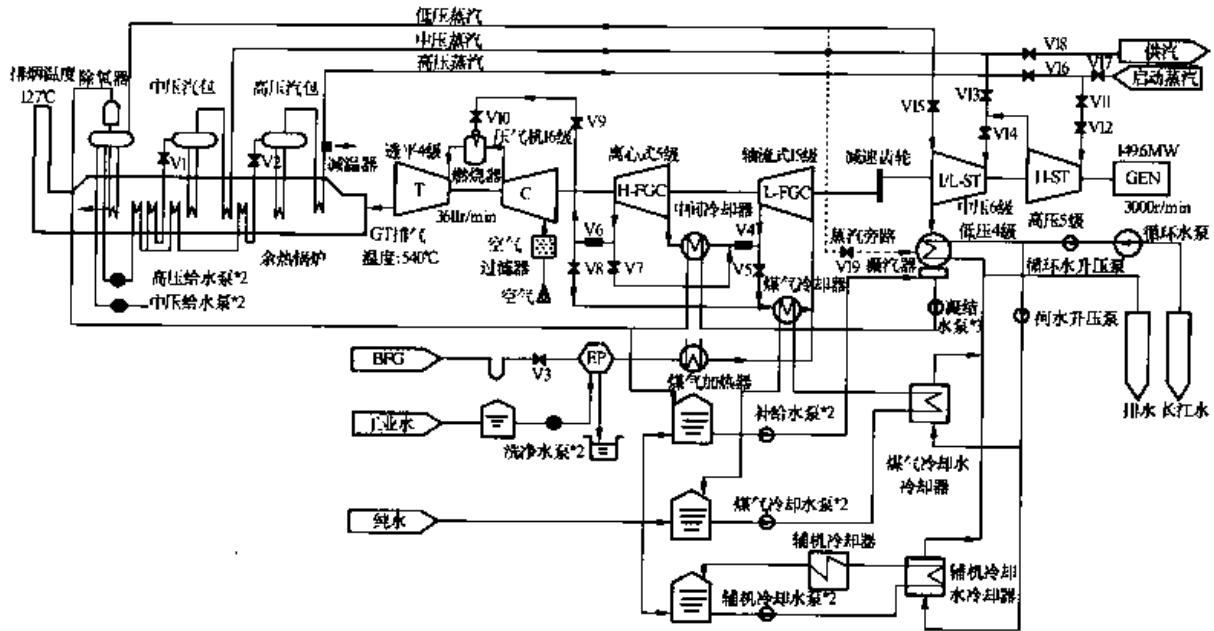 低压蒸汽
中压蒸汽
高压蒸汽
V18
供汽
V17
V16
启动蒸汽
排烟温度
127℃
除氧器
中压汽包
高压汽包
V1
V2
减温器
V10
V9
压气机16级
透平4级
燃烧器
T
C
3611r/min
离心式5级
H-FGC
轴流式15级
L-FGC
减速齿轮
V15
V13
V14
V11
V12
I/L-ST
H-ST
149.6MW
GEN
3000r/min
中压6级
高压5级
低压4级
GT排气
温度:540℃
余热锅炉
空气
过滤器
空气
V6
V8
V7
中间冷却器
V4
V5
煤气冷却器
蒸汽旁路
V19
凝汽器
循环水泵
循环水升压泵
高压给水泵*2
中压给水泵*2
凝结
水泵*3
河水升压泵
BFG
V3
EP
煤气加热器
工业水
洗净水泵*2
补给水泵*2
排水
长江水
煤气冷却水
冷却器
纯水
煤气冷却水泵*2
辅机冷却器
辅机冷却水泵*2
辅机冷却
水冷却器